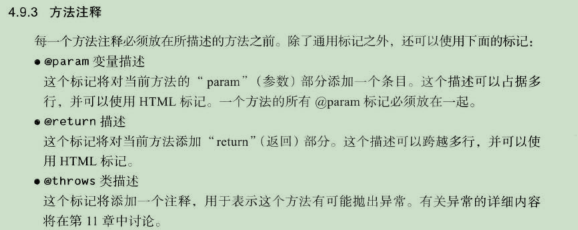 4.9.3 方法注释
每一个方法注释必须放在所描述的方法之前。除了通用标记之外，还可以使用下面的标记：
● @param 变量描述
这个标记将对当前方法的 “ param”（参数）部分添加一个条目。这个描述可以占据多
行，并可以使用 HTML 标记。一个方法的所有 @param 标记必须放在一起。
● @return 描述
这个标记将对当前方法添加 “return”（返回）部分。这个描述可以跨越多行，并可以使
用 HTML 标记。
● @throws 类描述
这个标记将添加一个注释，用于表示这个方法有可能抛出异常。有关异常的详细内容
将在第 11 章中讨论。